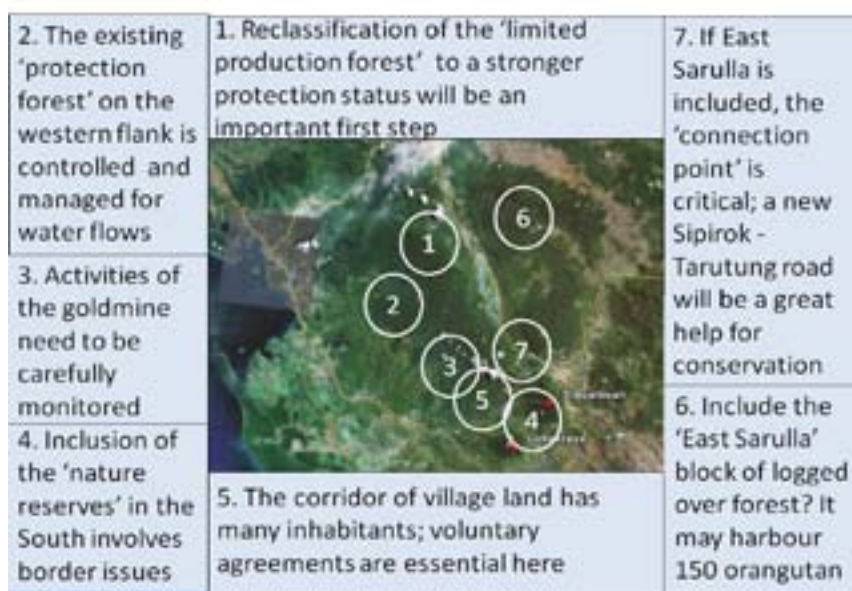 2. The existing
'protection
forest' on the
western flank is
controlled and
managed for
water flows
3. Activities of
the goldmine
need to be
carefully
monitored
4. Inclusion of
the 'nature
reserves' in the
South involves
border issues
1. Reclassification of the 'limited
production forest' to a stronger
protection status will be an
important first step
1
6
2
3
7
5
4
5. The corridor of village land has
many inhabitants; voluntary
agreements are essential here
7. If East
Sarulla is
included, the
'connection
point' is
critical; a new
Sipirok -
Tarutung road
will be a great
help for
conservation
6. Include the
'East Sarulla'
block of logged
over forest? It
may harbour
150 orangutan